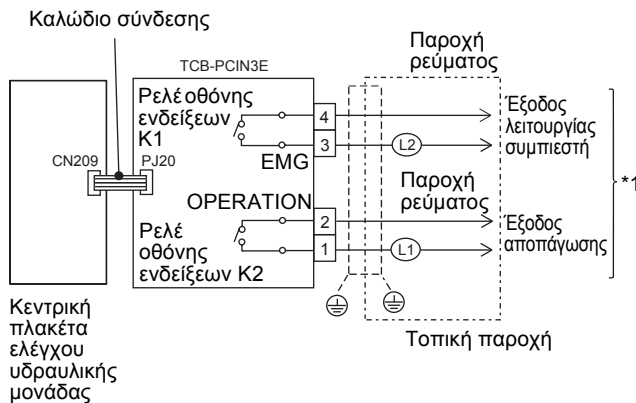 Καλώδιο σύνδεσης
TCB-PCIN3E
Παροχή
ρεύματος
Ρελέ οθόνης
ενδείξεων
K1
4
3
EMG
L2
Έξοδος
λειτουργίας
συμπιεστή
CN209
PJ20
*1
OPERATION
Παροχή
ρεύματος
Ρελέ
οθόνης
ενδείξεων K2
2
1
L1
Έξοδος
αποπάγωσης
Κεντρική
πλακέτα
ελέγχου
υδραυλικής
μονάδας
Τοπική παροχή